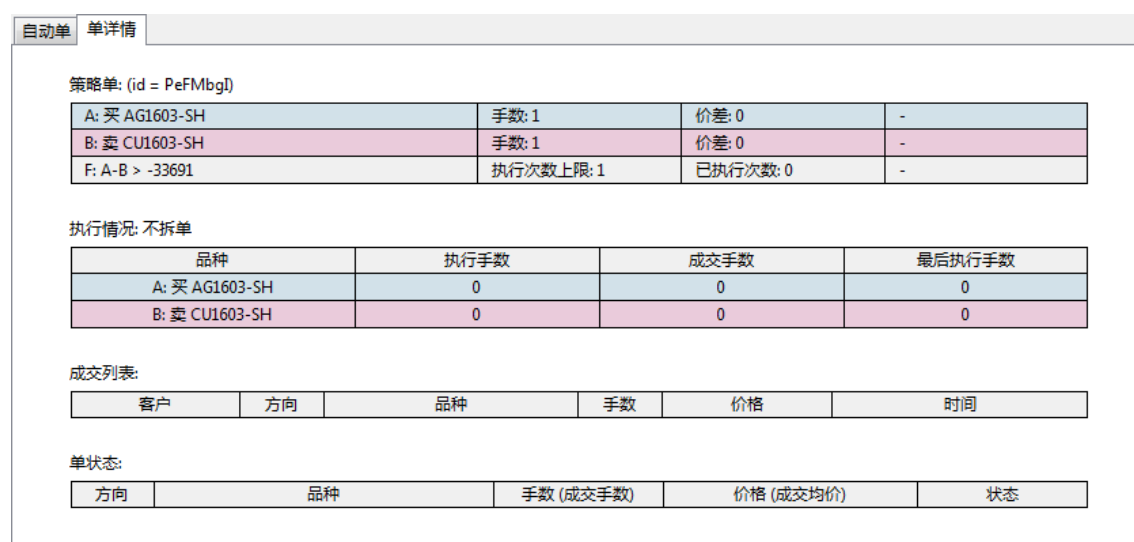 自动单 单详情
策略单: (id = PeFMbgI)
A: 买 AG1603-SH 手数: 1 价差: 0 -
B: 卖 CU1603-SH 手数: 1 价差: 0 -
F: A-B > -33691 执行次数上限: 1 已执行次数: 0 -
执行情况: 不拆单
品种 执行手数 成交手数 最后执行手数
A: 买 AG1603-SH 0 0 0
B: 卖 CU1603-SH 0 0 0
成交列表:
客户 方向 品种 手数 价格 时间
单状态:
方向 品种 手数 (成交手数) 价格 (成交均价) 状态